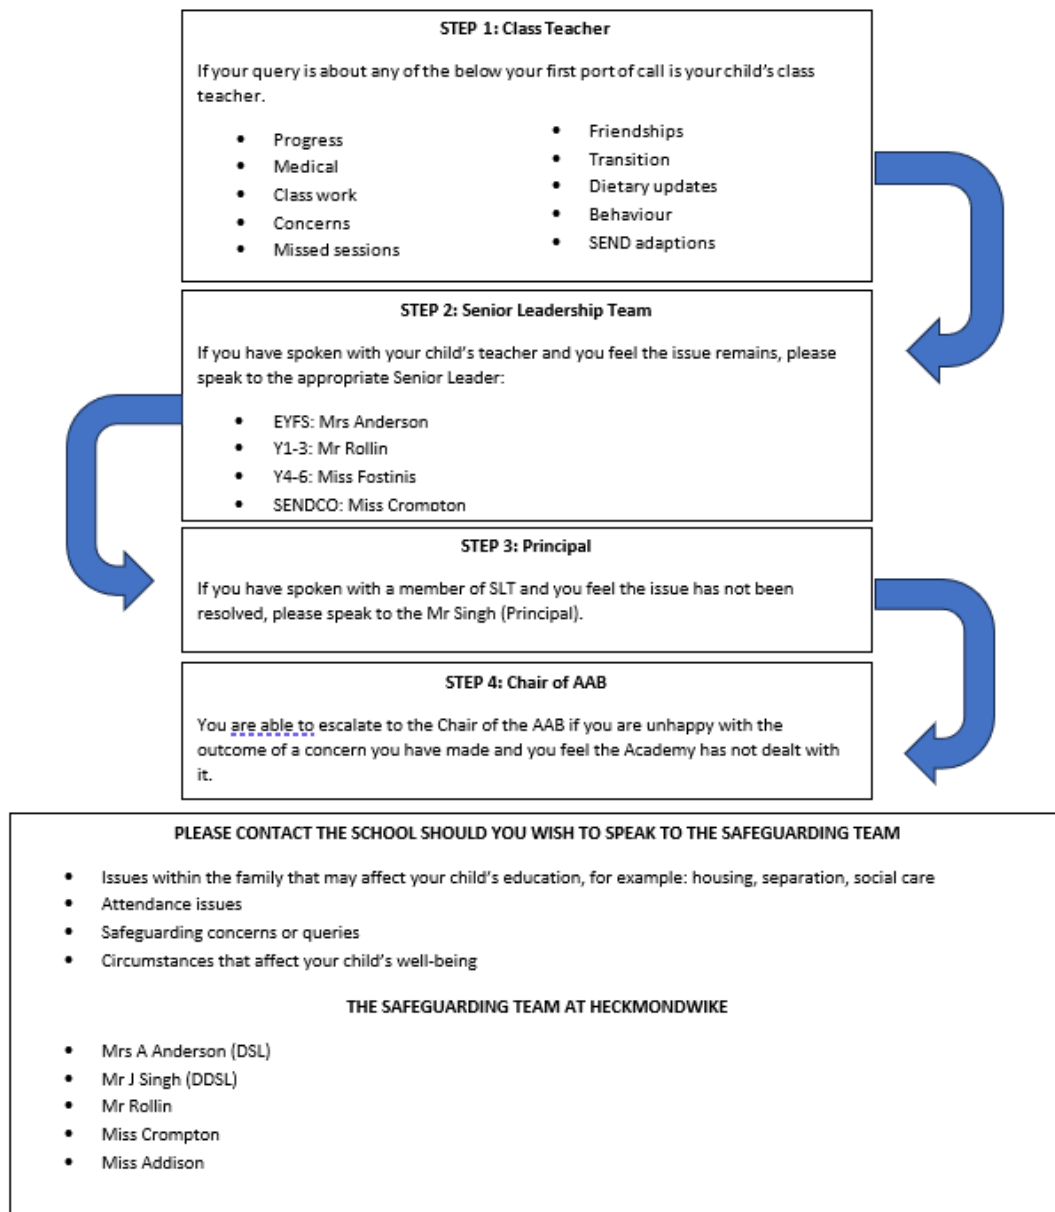 STEP 1: Class Teacher
If your query is about any of the below your first port of call is your child's class
teacher.
• Progress
• Medical
• Class work
• Concerns
• Missed sessions
• Friendships
• Transition
• Dietary updates
• Behaviour
• SEND adaptions
STEP 2: Senior Leadership Team
If you have spoken with your child's teacher and you feel the issue remains, please
speak to the appropriate Senior Leader:
• EYFS: Mrs Anderson
• Y1-3: Mr Rollin
• Y4-6: Miss Fostinis
• SENDCO: Miss Crompton
STEP 3: Principal
If you have spoken with a member of SLT and you feel the issue has not been
resolved, please speak to the Mr Singh (Principal).
STEP 4: Chair of AAB
You are able to escalate to the Chair of the AAB if you are unhappy with the
outcome of a concern you have made and you feel the Academy has not dealt with
it.
PLEASE CONTACT THE SCHOOL SHOULD YOU WISH TO SPEAK TO THE SAFEGUARDING TEAM
• Issues within the family that may affect your child's education, for example: housing, separation, social care
• Attendance issues
• Safeguarding concerns or queries
• Circumstances that affect your child's well-being
THE SAFEGUARDING TEAM AT HECKMONDWIKE
• Mrs A Anderson (DSL)
• Mr J Singh (DDSL)
• Mr Rollin
• Miss Crompton
• Miss Addison